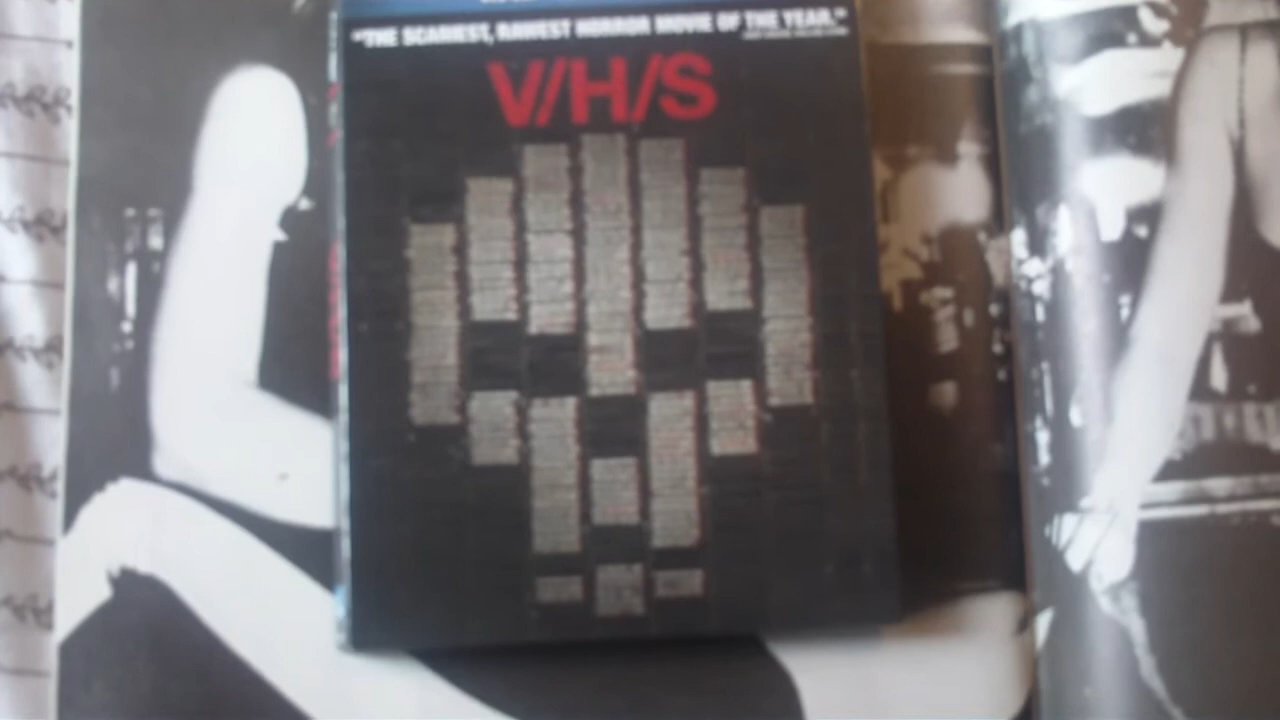 "THE SCARIEST, RAWEST HORROR MOVIE OF THE YEAR."
V/H/S